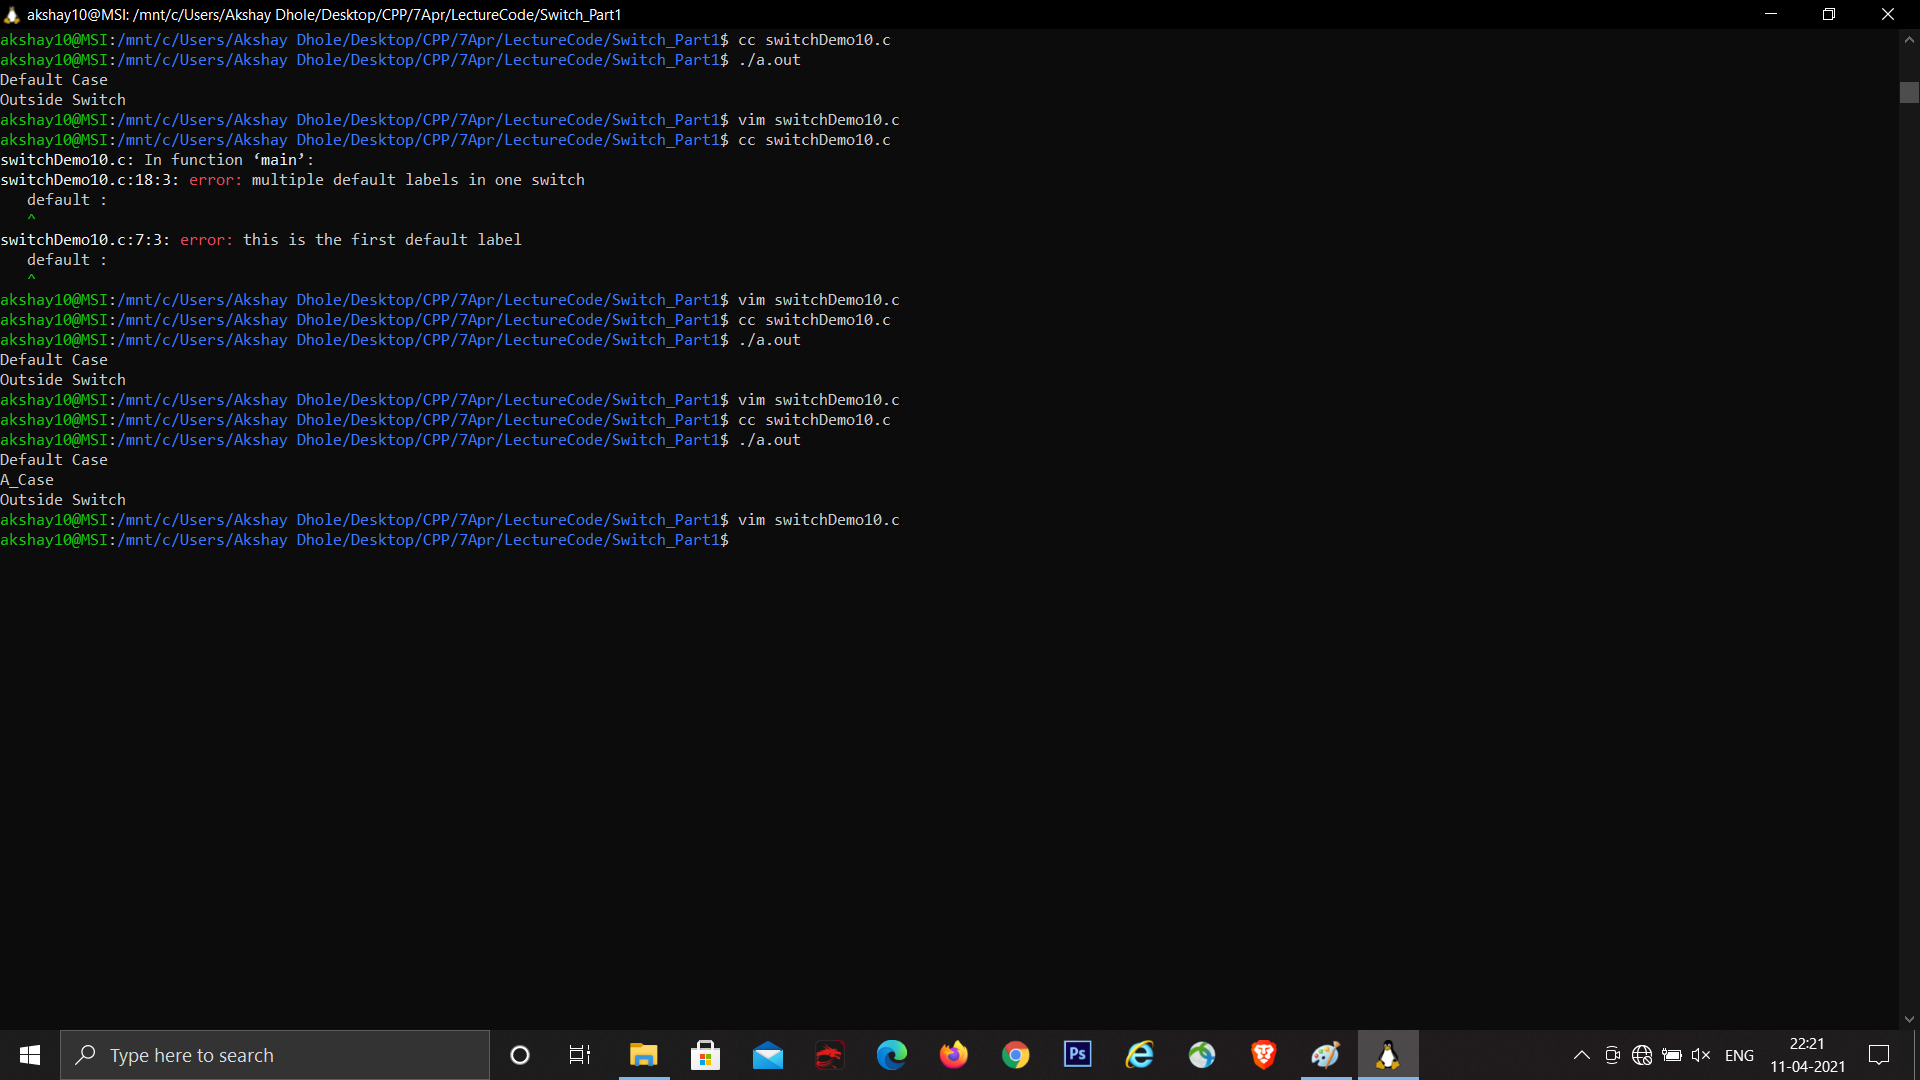 akshay10@MSI: /mnt/c/Users/Akshay Dhole/Desktop/CPP/7Apr/LectureCode/Switch_Part1
akshay10@MSI:/mnt/c/Users/Akshay Dhole/Desktop/CPP/7Apr/LectureCode/Switch_Part1$ cc switchDemo10.c
akshay10@MSI:/mnt/c/Users/Akshay Dhole/Desktop/CPP/7Apr/LectureCode/Switch_Part1$ ./a.out
Default Case
Outside Switch
akshay10@MSI:/mnt/c/Users/Akshay Dhole/Desktop/CPP/7Apr/LectureCode/Switch_Part1$ vim switchDemo10.c
akshay10@MSI:/mnt/c/Users/Akshay Dhole/Desktop/CPP/7Apr/LectureCode/Switch_Part1$ cc switchDemo10.c
switchDemo10.c: In function ‘main’:
switchDemo10.c:18:3: error: multiple default labels in one switch
   default :
   ^
switchDemo10.c:7:3: error: this is the first default label
   default :
   ^
akshay10@MSI:/mnt/c/Users/Akshay Dhole/Desktop/CPP/7Apr/LectureCode/Switch_Part1$ vim switchDemo10.c
akshay10@MSI:/mnt/c/Users/Akshay Dhole/Desktop/CPP/7Apr/LectureCode/Switch_Part1$ cc switchDemo10.c
akshay10@MSI:/mnt/c/Users/Akshay Dhole/Desktop/CPP/7Apr/LectureCode/Switch_Part1$ ./a.out
Default Case
Outside Switch
akshay10@MSI:/mnt/c/Users/Akshay Dhole/Desktop/CPP/7Apr/LectureCode/Switch_Part1$ vim switchDemo10.c
akshay10@MSI:/mnt/c/Users/Akshay Dhole/Desktop/CPP/7Apr/LectureCode/Switch_Part1$ cc switchDemo10.c
akshay10@MSI:/mnt/c/Users/Akshay Dhole/Desktop/CPP/7Apr/LectureCode/Switch_Part1$ ./a.out
Default Case
A_Case
Outside Switch
akshay10@MSI:/mnt/c/Users/Akshay Dhole/Desktop/CPP/7Apr/LectureCode/Switch_Part1$ vim switchDemo10.c
akshay10@MSI:/mnt/c/Users/Akshay Dhole/Desktop/CPP/7Apr/LectureCode/Switch_Part1$
Type here to search
Ps
ENG
22:21
11-04-2021